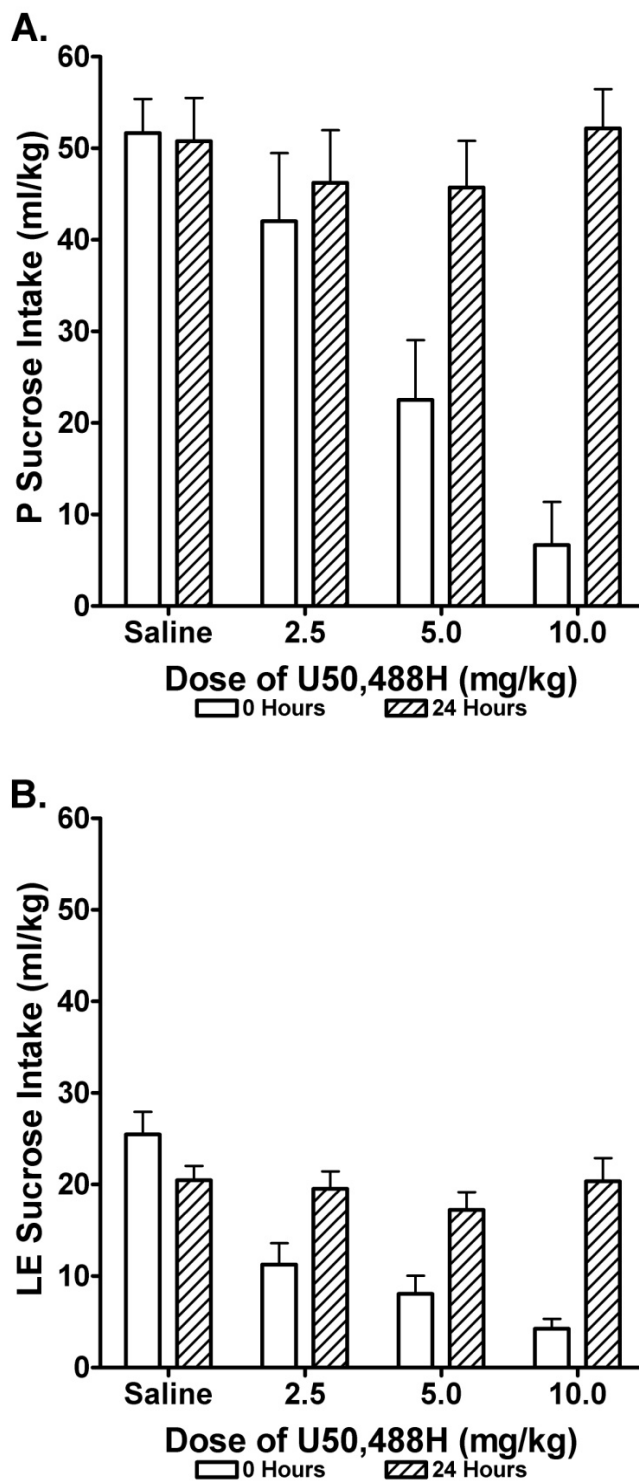 A.
P Sucrose Intake (ml/kg)
60
50
40
30
20
10
0
Saline 2.5 5.0 10.0
Dose of U50,488H (mg/kg)
0 Hours 24 Hours
B.
LE Sucrose Intake (ml/kg)
60
50
40
30
20
10
0
Saline 2.5 5.0 10.0
Dose of U50,488H (mg/kg)
0 Hours 24 Hours